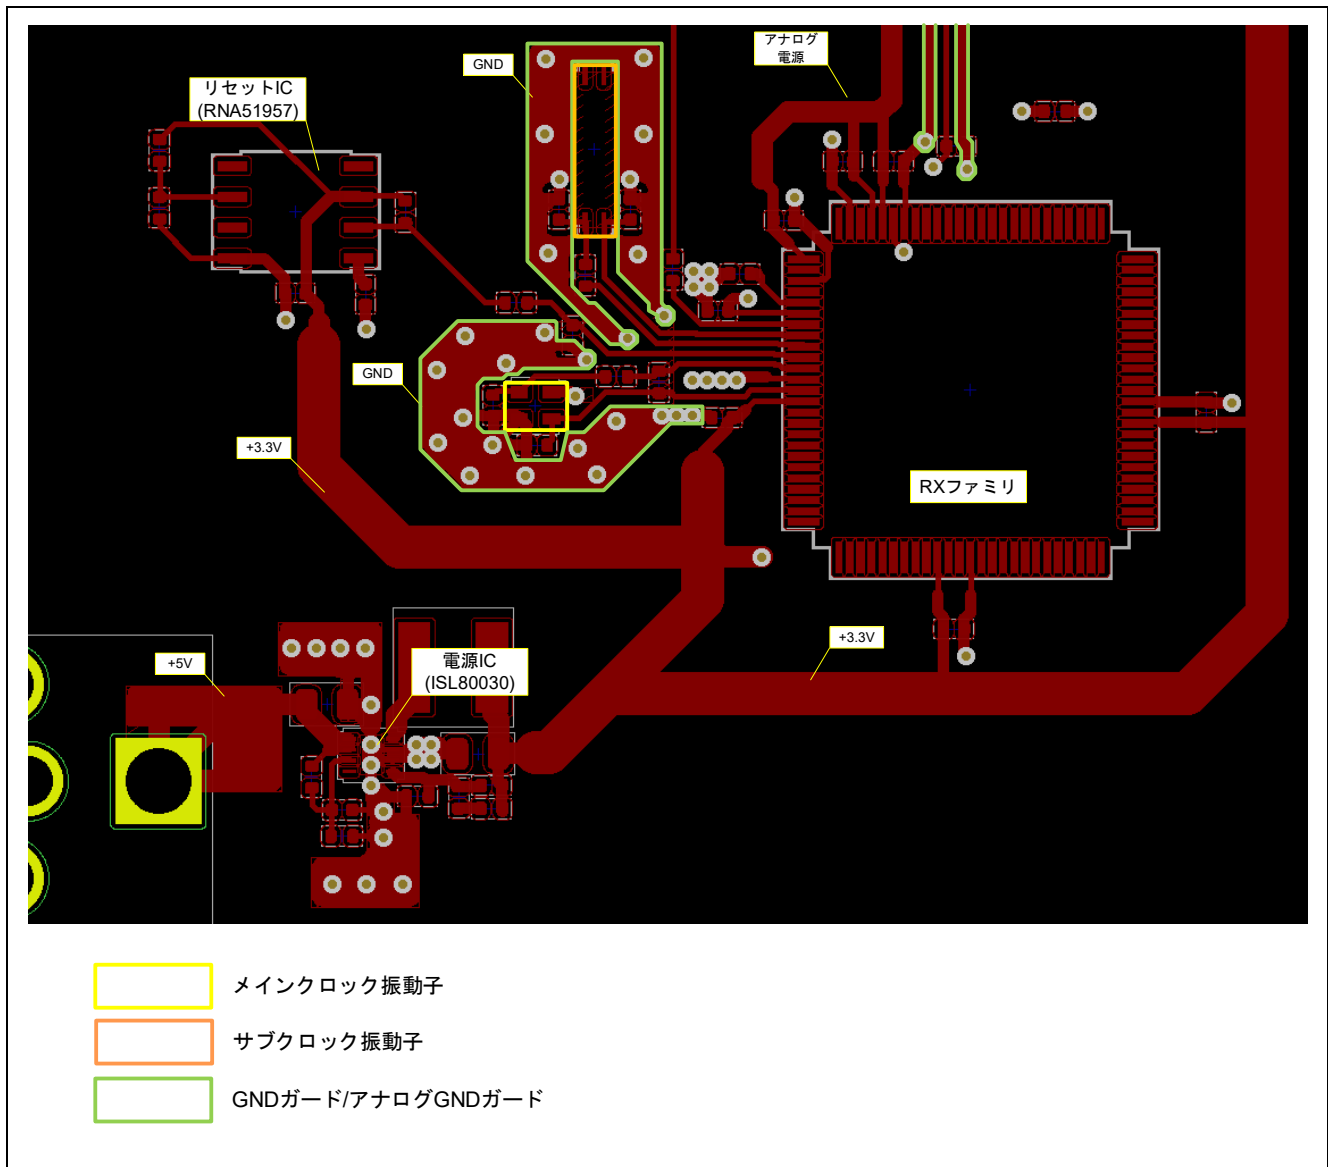 アナログ
電源
GND
リセットIC
(RNA51957)
GND
+3.3V
RXファミリ
+3.3V
+5V
電源IC
(ISL80030)
メインクロック振動子
サブクロック振動子
GNDガード/アナログGNDガード